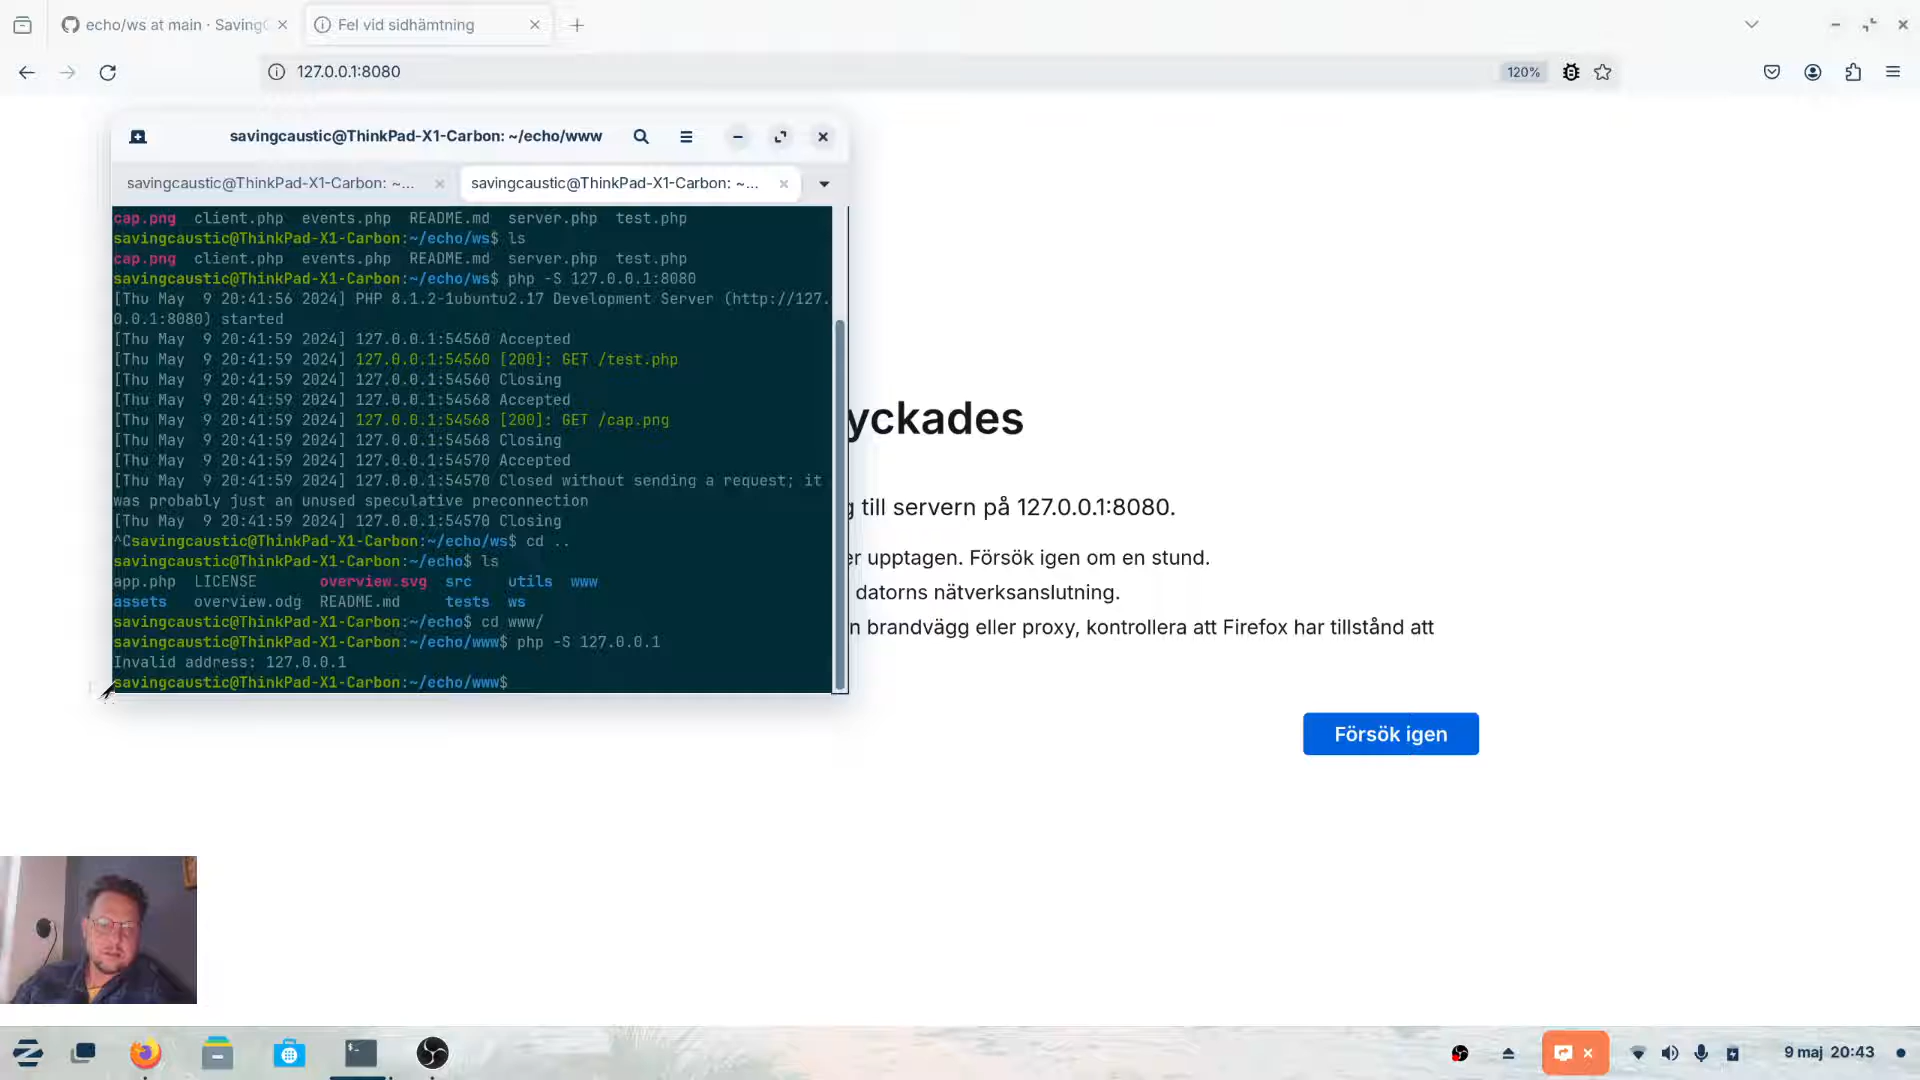 echo/ws at main · Saving
Fel vid sidhämtning
127.0.0.1:8080
120%
savingcaustic@ThinkPad-X1-Carbon: ~/echo/www
savingcaustic@ThinkPad-X1-Carbon: ~...
savingcaustic@ThinkPad-X1-Carbon: ~...
cap.png client.php events.php README.md server.php test.php
savingcaustic@ThinkPad-X1-Carbon:~/echo/ws$ ls
cap.png client.php events.php README.md server.php test.php
savingcaustic@ThinkPad-X1-Carbon:~/echo/ws$ php -S 127.0.0.1:8080
[Thu May  9 20:41:56 2024] PHP 8.1.2-1ubuntu2.17 Development Server (http://127.
0.0.1:8080) started
[Thu May  9 20:41:59 2024] 127.0.0.1:54560 Accepted
[Thu May  9 20:41:59 2024] 127.0.0.1:54560 [200]: GET /test.php
[Thu May  9 20:41:59 2024] 127.0.0.1:54560 Closing
[Thu May  9 20:41:59 2024] 127.0.0.1:54568 Accepted
[Thu May  9 20:41:59 2024] 127.0.0.1:54568 [200]: GET /cap.png
[Thu May  9 20:41:59 2024] 127.0.0.1:54568 Closing
[Thu May  9 20:41:59 2024] 127.0.0.1:54570 Accepted
[Thu May  9 20:41:59 2024] 127.0.0.1:54570 Closed without sending a request; it
was probably just an unused speculative preconnection
[Thu May  9 20:41:59 2024] 127.0.0.1:54570 Closing
^Csavingcaustic@ThinkPad-X1-Carbon:~/echo/ws$ cd ..
savingcaustic@ThinkPad-X1-Carbon:~/echo$ ls
app.php LICENSE overview.svg src utils www
assets overview.odg README.md tests ws
savingcaustic@ThinkPad-X1-Carbon:~/echo$ cd www/
savingcaustic@ThinkPad-X1-Carbon:~/echo/www$ php -S 127.0.0.1
Invalid address: 127.0.0.1
savingcaustic@ThinkPad-X1-Carbon:~/echo/www$
yckades
g till servern på 127.0.0.1:8080.
er upptagen. Försök igen om en stund.
datorns nätverksanslutning.
n brandvägg eller proxy, kontrollera att Firefox har tillstånd att
Försök igen
9 maj 20:43